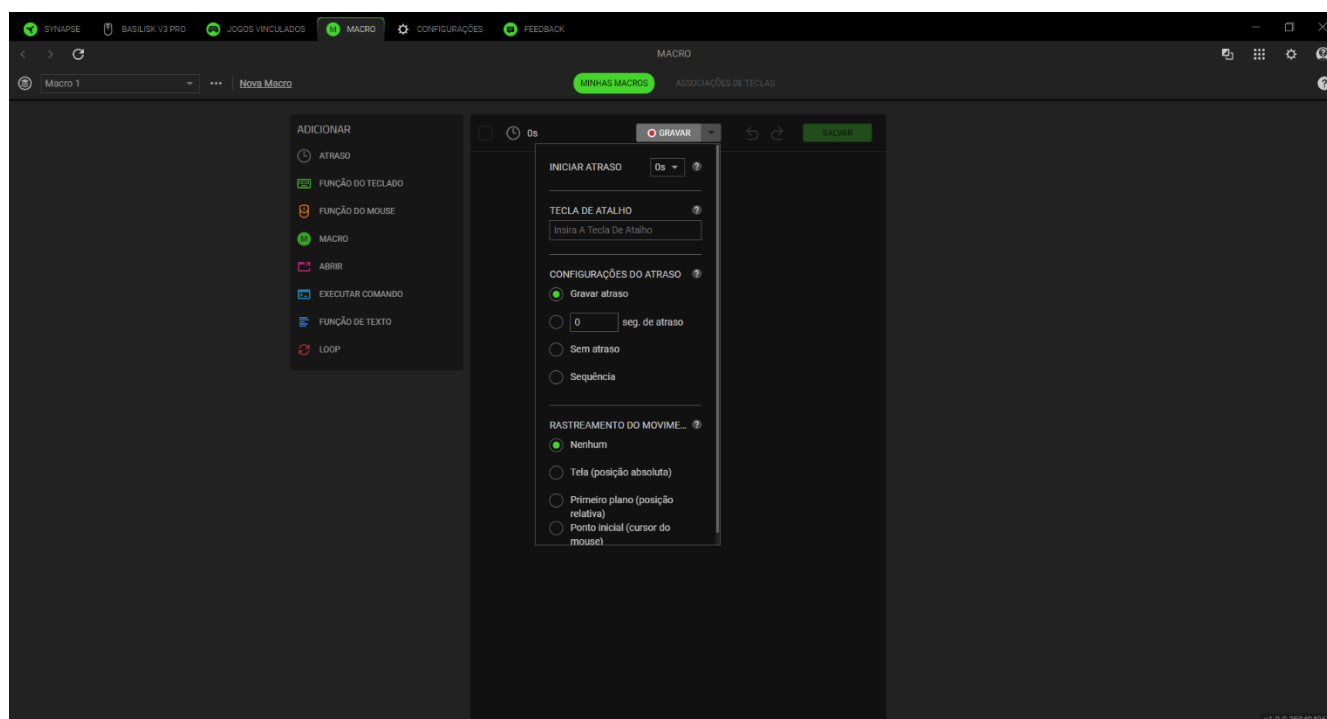 SYNAPSE BASILISK V3 PRO JOGOS VINCULADOS MACRO CONFIGURAÇÕES FEEDBACK
MACRO
Macro 1 Nova Macro MINHAS MACROS ASSOCIAÇÕES DE TECLAS
ADICIONAR
ATRASO
FUNÇÃO DO TECLADO
FUNÇÃO DO MOUSE
MACRO
ABRIR
EXECUTAR COMANDO
FUNÇÃO DE TEXTO
LOOP
0s GRAVAR SALVAR
INICIAR ATRASO 0s
TECLA DE ATALHO
Insira A Tecla De Atalho
CONFIGURAÇÕES DO ATRASO
Gravar atraso
0 seg. de atraso
Sem atraso
Sequência
RASTREAMENTO DO MOVIME...
Nenhum
Tela (posição absoluta)
Primeiro plano (posição
relativa)
Ponto inicial (cursor do
mouse)